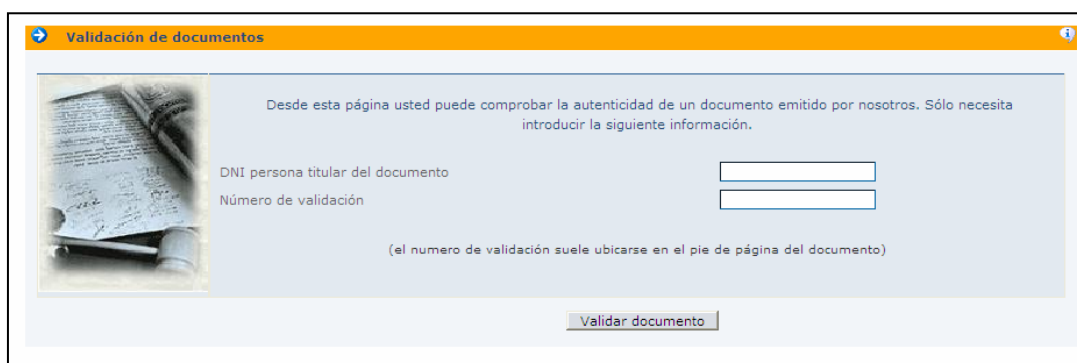 Validación de documentos
Desde esta página usted puede comprobar la autenticidad de un documento emitido por nosotros. Sólo necesita
introducir la siguiente información.
DNI persona titular del documento
Número de validación
(el numero de validación suele ubicarse en el pie de página del documento)
Validar documento